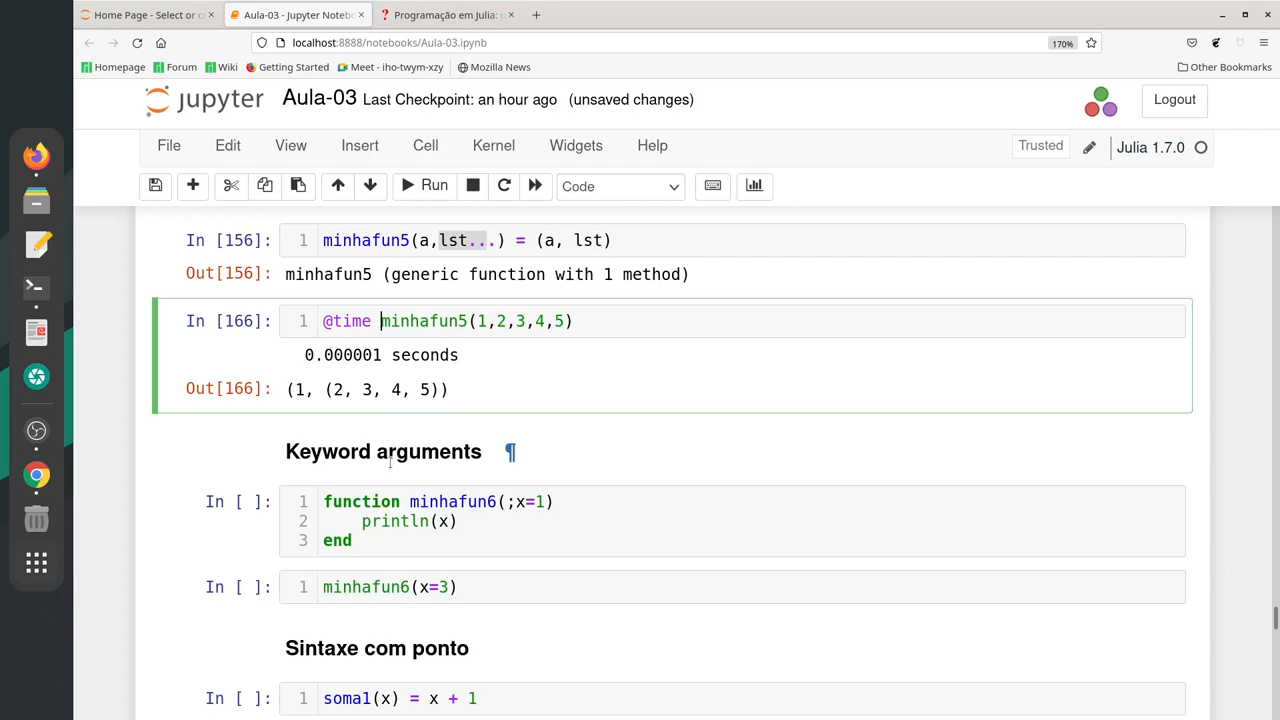 Home Page - Select or c
Aula-03 - Jupyter Notebo
Programação em Julia: u
localhost:8888/notebooks/Aula-03.ipynb
170%
Homepage
Forum
Wiki
Getting Started
Meet - iho-twym-xzy
Mozilla News
Other Bookmarks
jupyter
Aula-03
Last Checkpoint: an hour ago
(unsaved changes)
Logout
File
Edit
View
Insert
Cell
Kernel
Widgets
Help
Trusted
Julia 1.7.0
Run
Code
In [156]:
1 minhafun5(a,lst...) = (a, lst)
Out[156]:
minhafun5 (generic function with 1 method)
In [166]:
1 @time minhafun5(1,2,3,4,5)
0.000001 seconds
Out[166]:
(1, (2, 3, 4, 5))
Keyword arguments ¶
In [ ]:
1 function minhafun6(;x=1)
2     println(x)
3 end
In [ ]:
1 minhafun6(x=3)
Sintaxe com ponto
In [ ]:
1 soma1(x) = x + 1